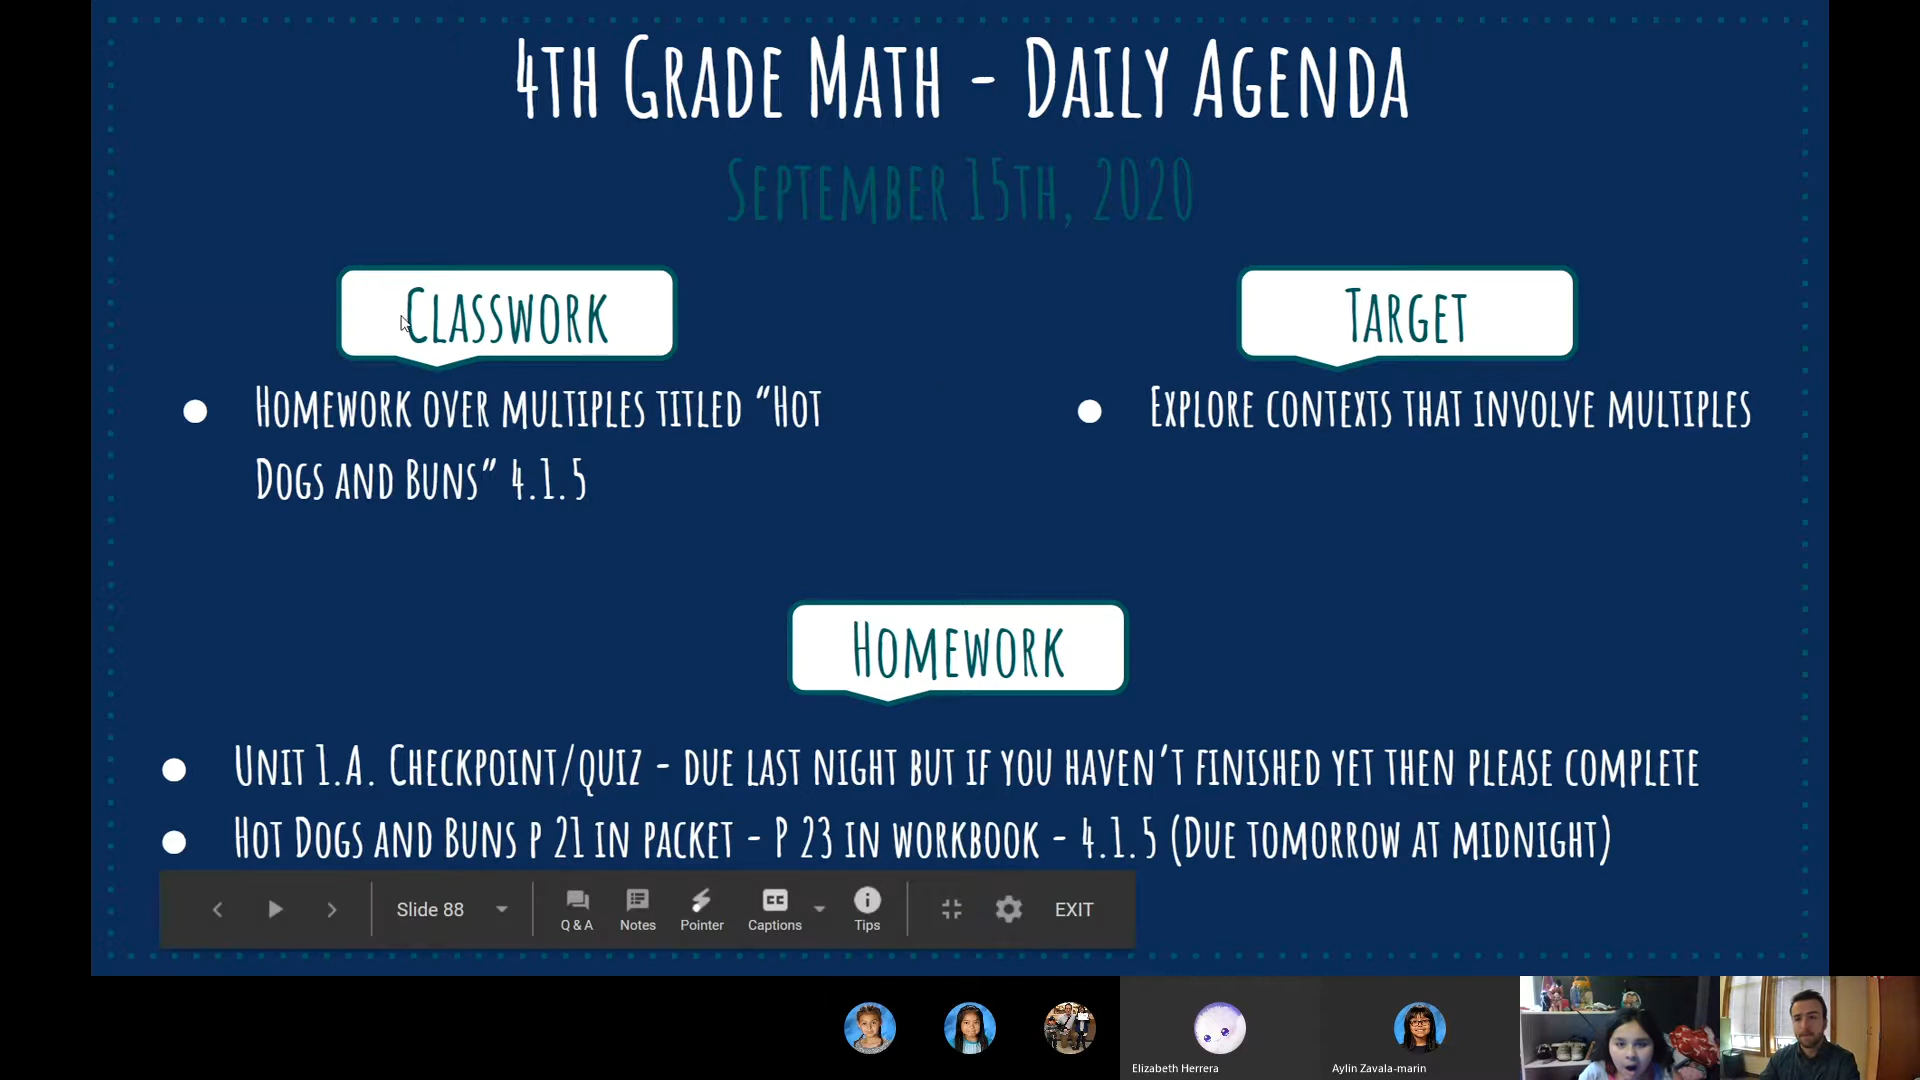 4th Grade Math - Daily Agenda
September 15th, 2020
Classwork
Target
Homework over multiples titled “Hot
Dogs and Buns” 4.1.5
Explore contexts that involve multiples
Homework
Unit 1.A. Checkpoint/quiz - due last night but if you haven’t finished yet then please complete
Hot Dogs and Buns p 21 in packet - P 23 in workbook - 4.1.5 (Due tomorrow at midnight)
Slide 88
Q & A
Notes
Pointer
CC
Captions
Tips
EXIT
Elizabeth Herrera
Aylin Zavala-marin